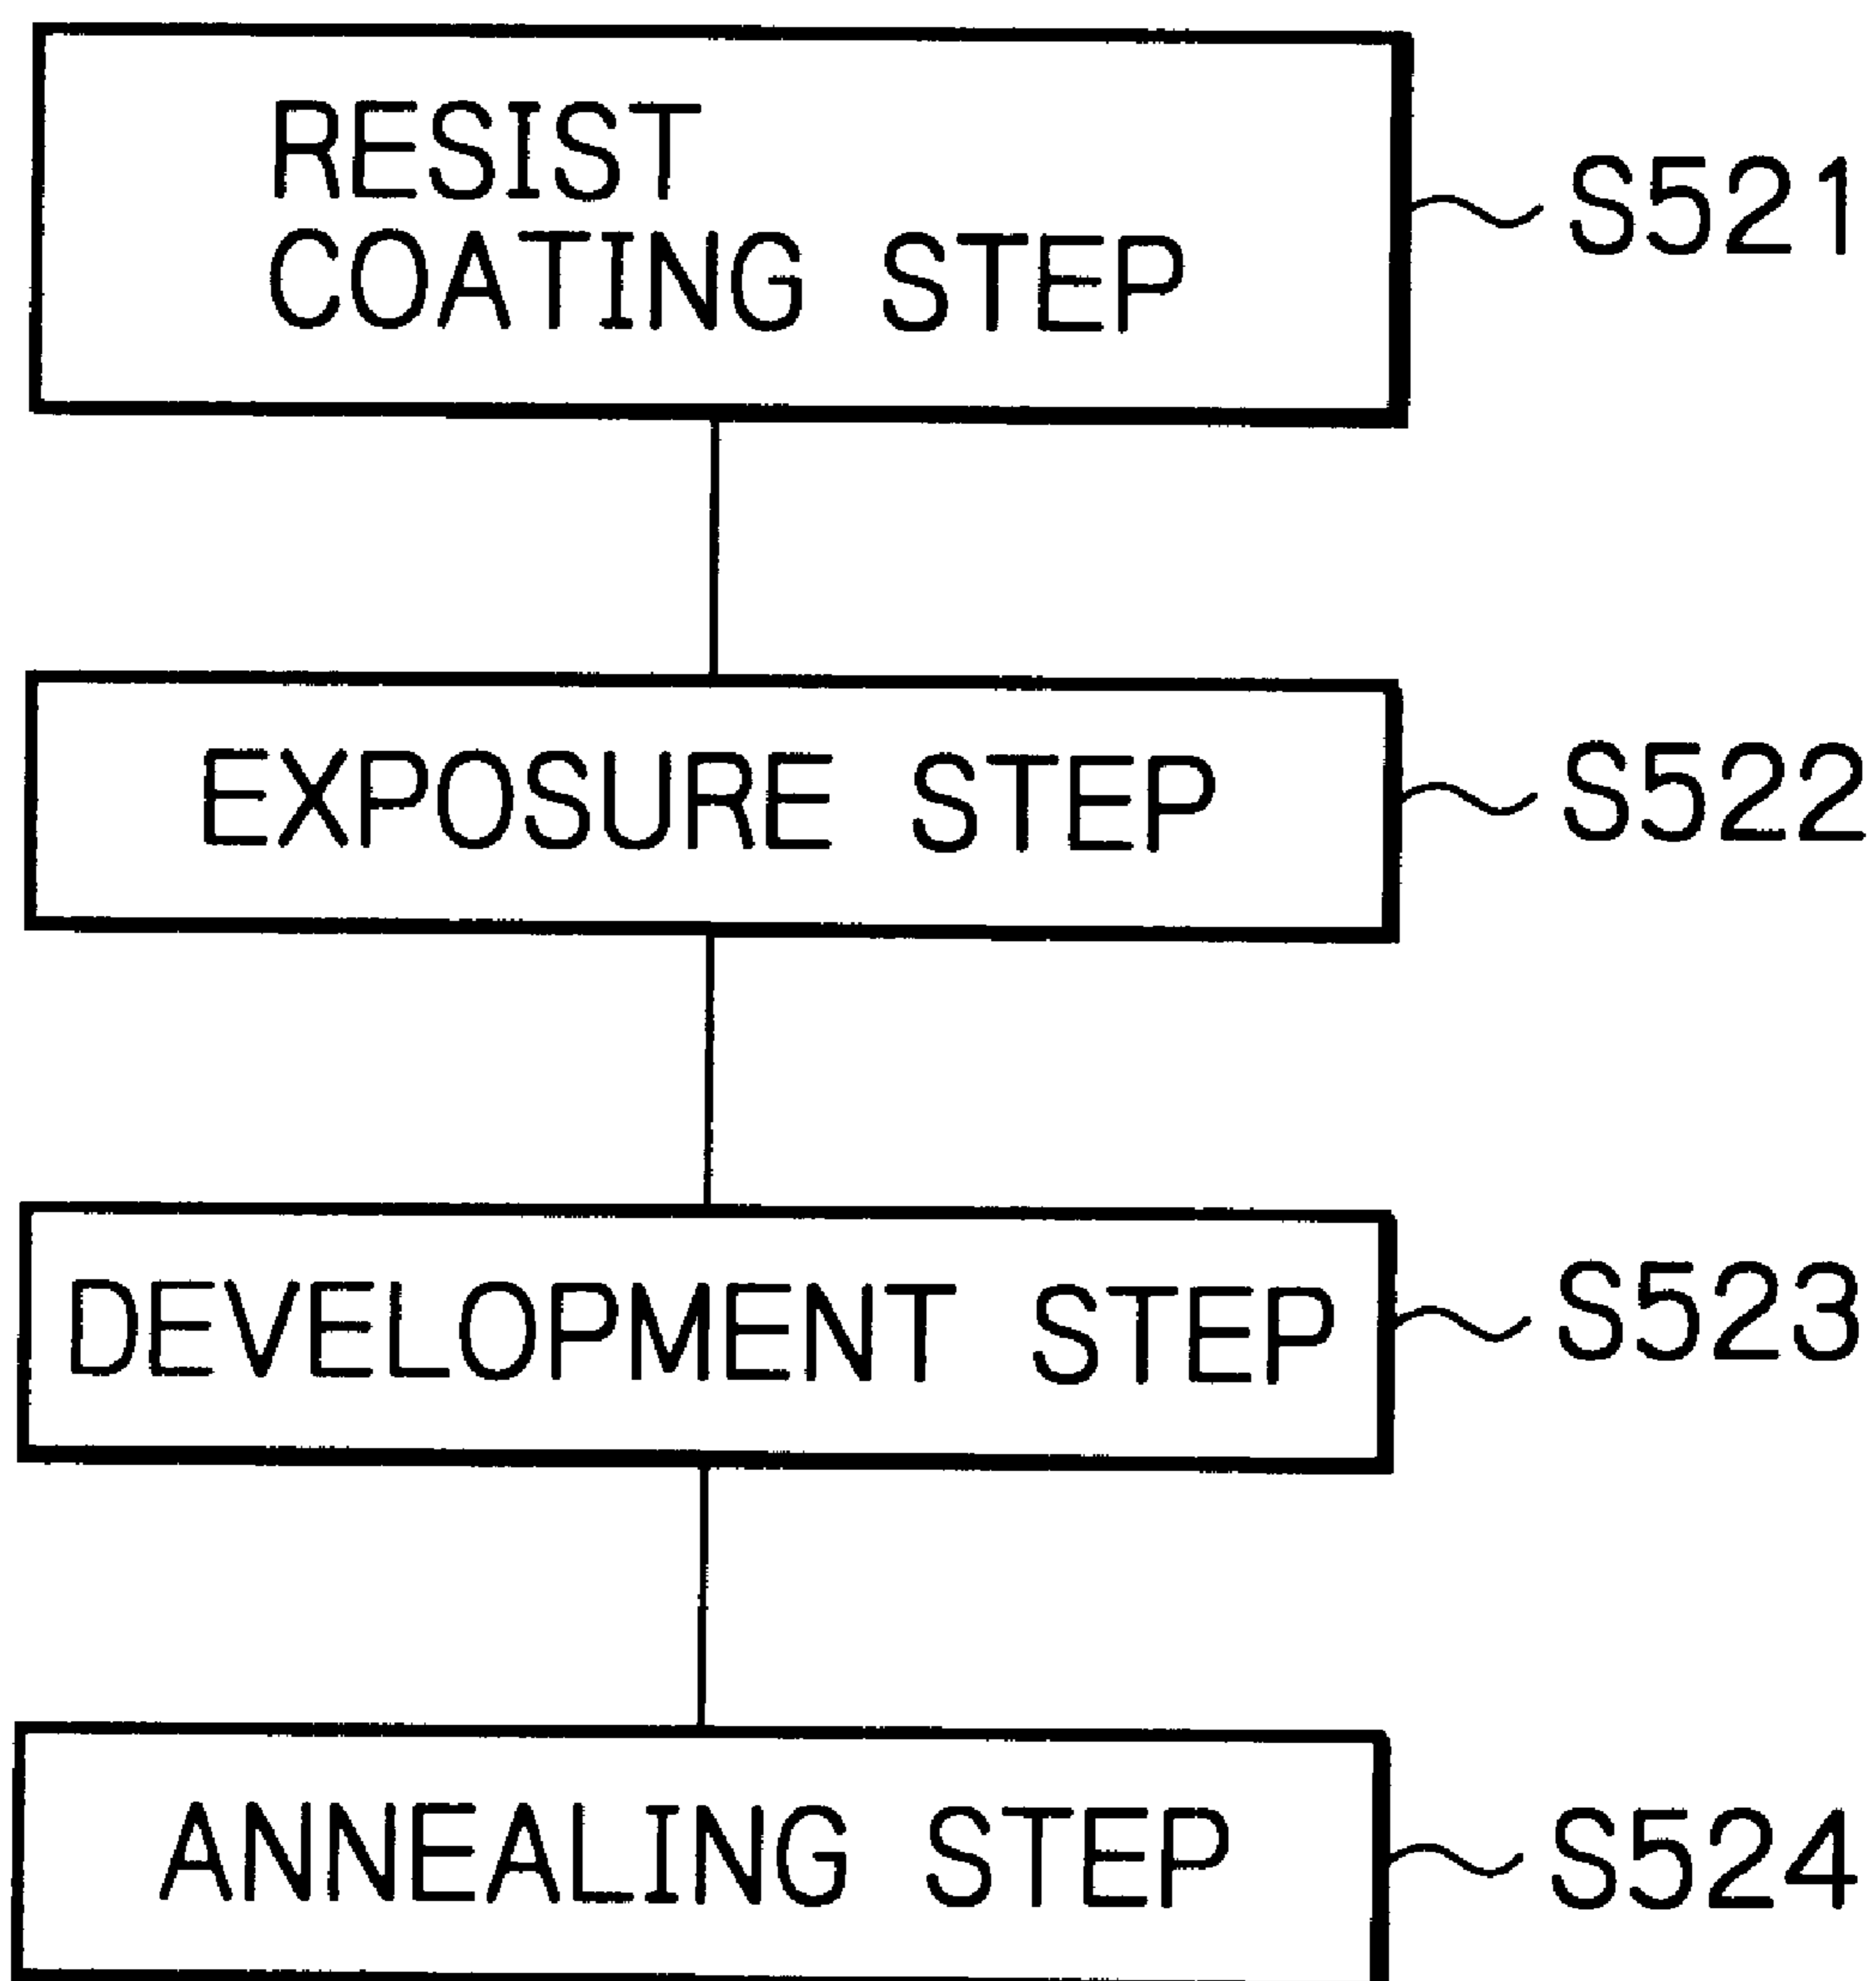 RESIST
COATING STEP
S521
EXPOSURE STEP
S522
DEVELOPMENT STEP
S523
ANNEALING STEP
S524